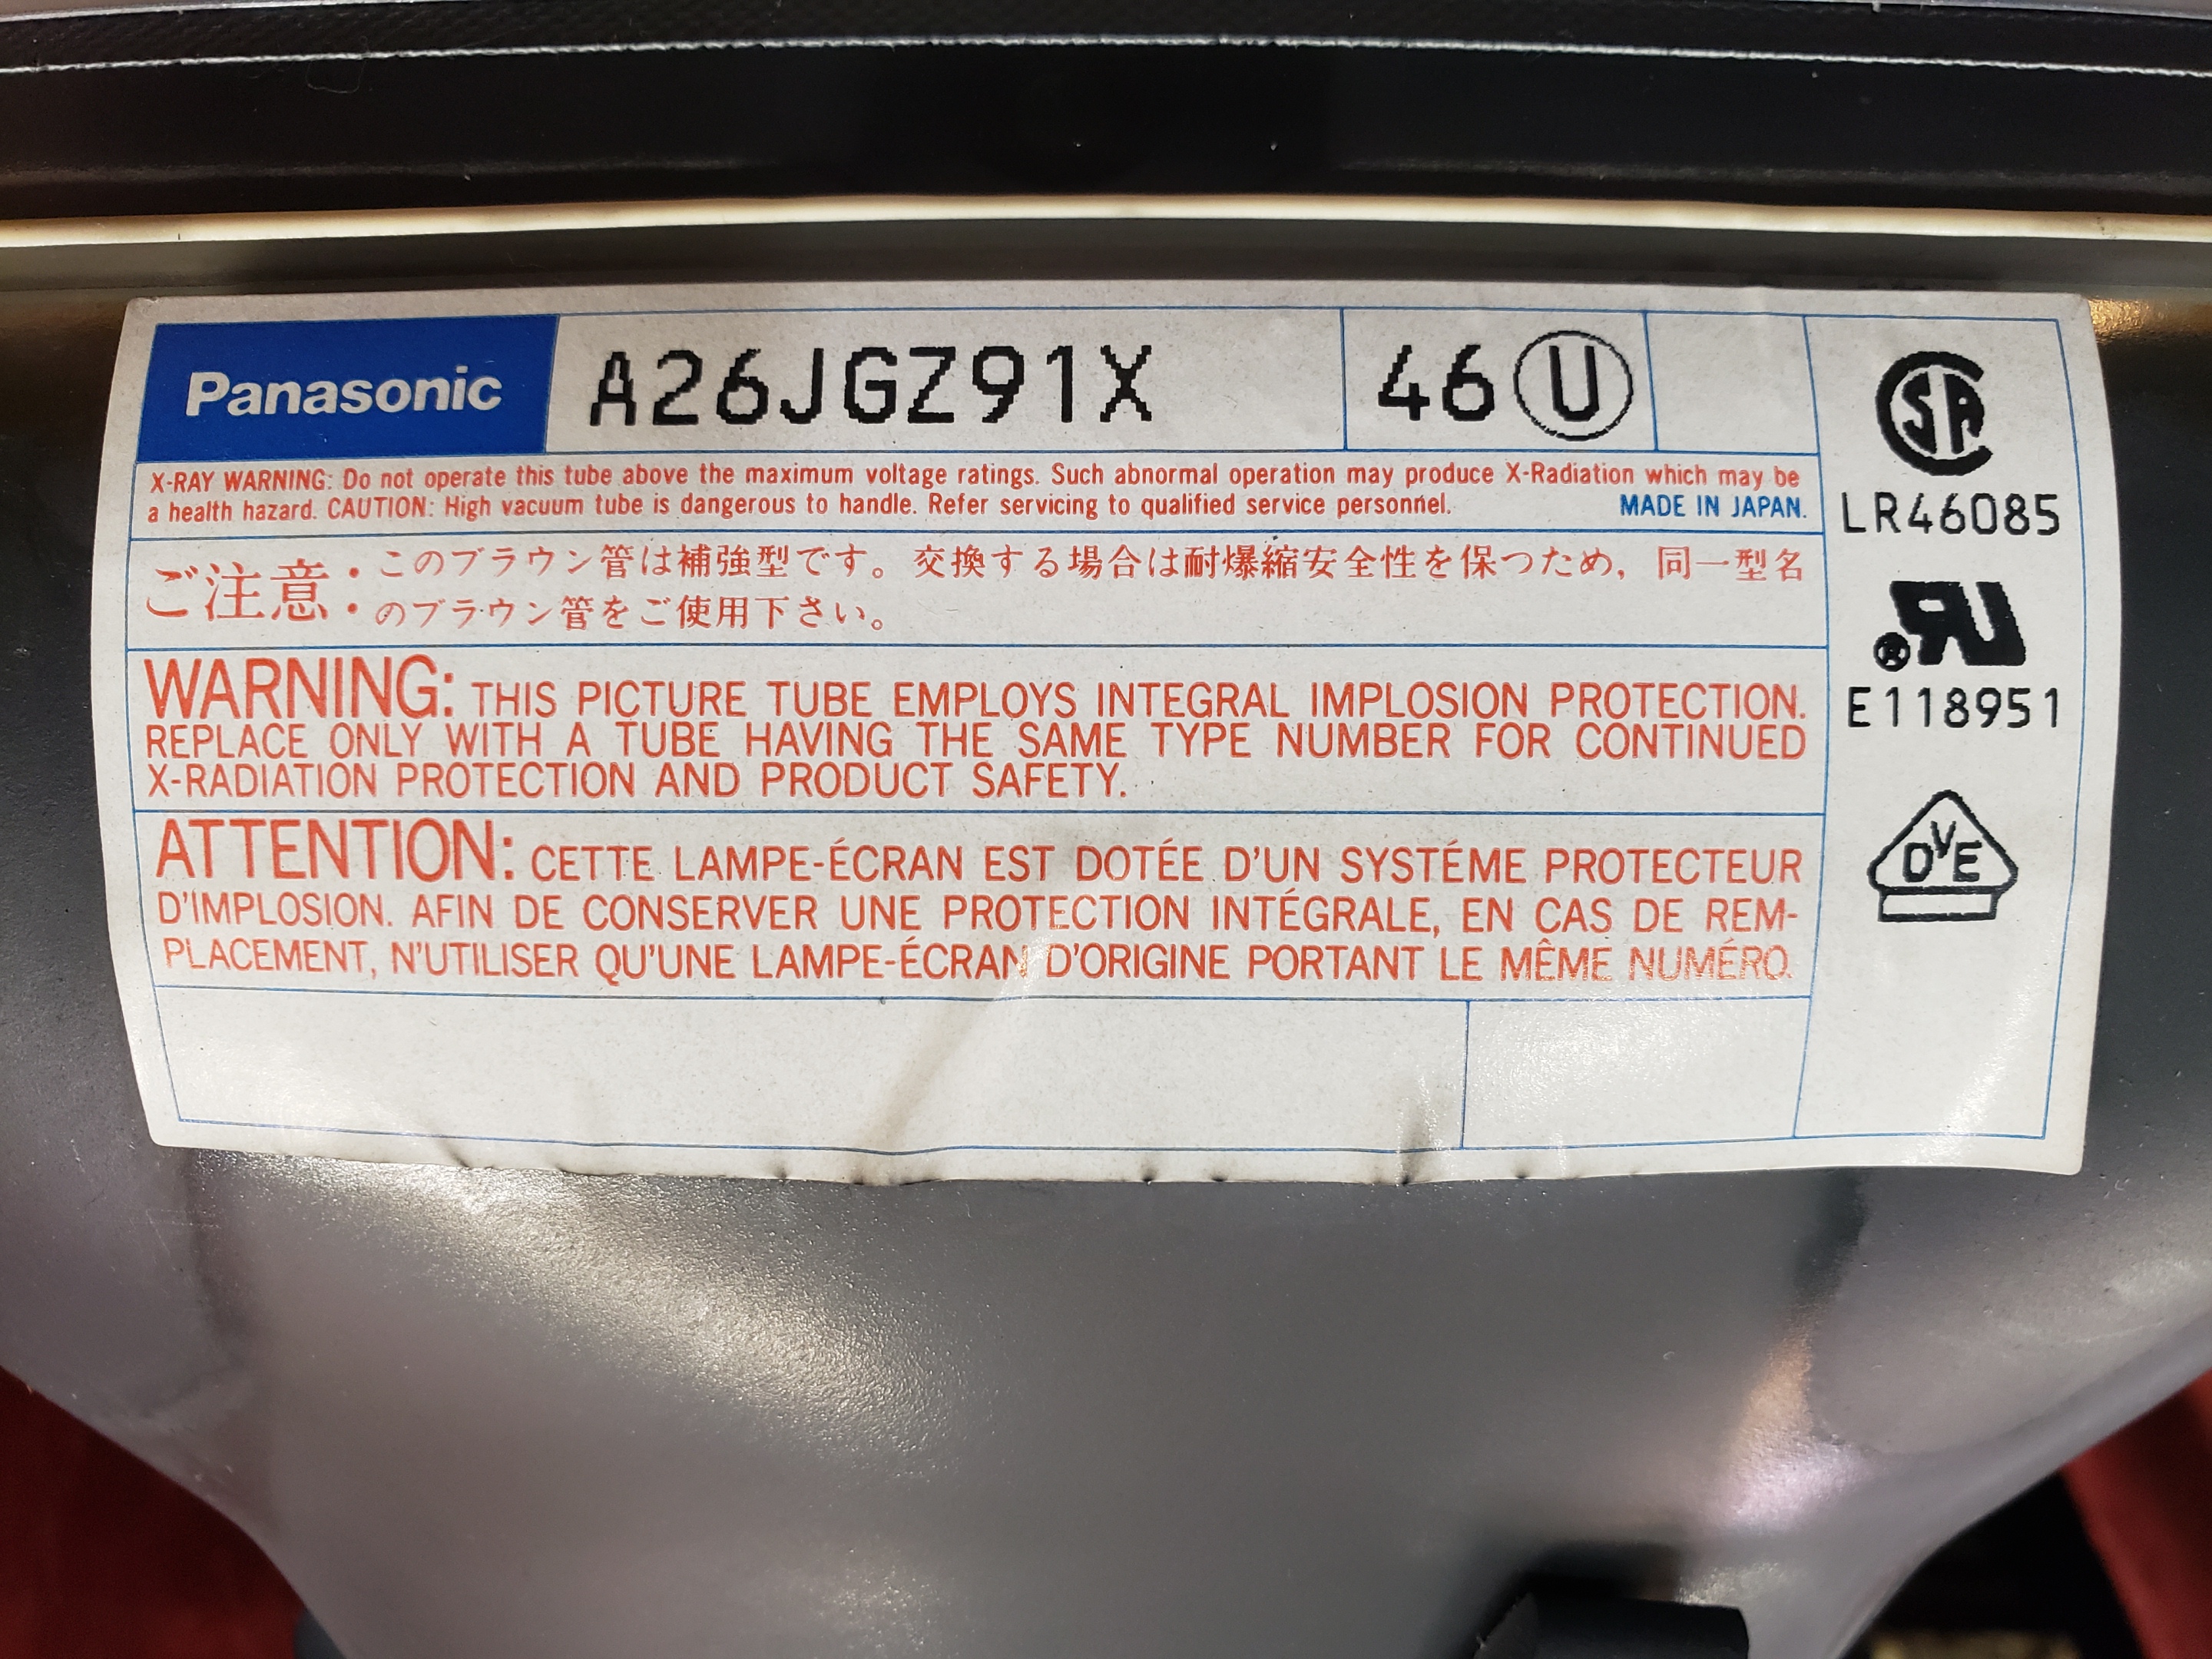 Panasonic A26JGZ91X 46 U
X-RAY WARNING: Do not operate this tube above the maximum voltage ratings. Such abnormal operation may produce X-Radiation which may be
a health hazard. CAUTION: High vacuum tube is dangerous to handle. Refer servicing to qualified service personnel. MADE IN JAPAN.
ご注意：このブラウン管は補強型です。交換する場合は耐爆縮安全性を保つため，同一型名
のブラウン管をご使用下さい。
WARNING: THIS PICTURE TUBE EMPLOYS INTEGRAL IMPLOSION PROTECTION.
REPLACE ONLY WITH A TUBE HAVING THE SAME TYPE NUMBER FOR CONTINUED
X-RADIATION PROTECTION AND PRODUCT SAFETY.
ATTENTION: CETTE LAMPE-ÉCRAN EST DOTÉE D'UN SYSTÉME PROTECTEUR
D'IMPLOSION. AFIN DE CONSERVER UNE PROTECTION INTÉGRALE, EN CAS DE REM-
PLACEMENT, N'UTILISER QU'UNE LAMPE-ÉCRAN D'ORIGINE PORTANT LE MÊME NUMÉRO.
CSA
LR46085
RU®
E118951
DVE